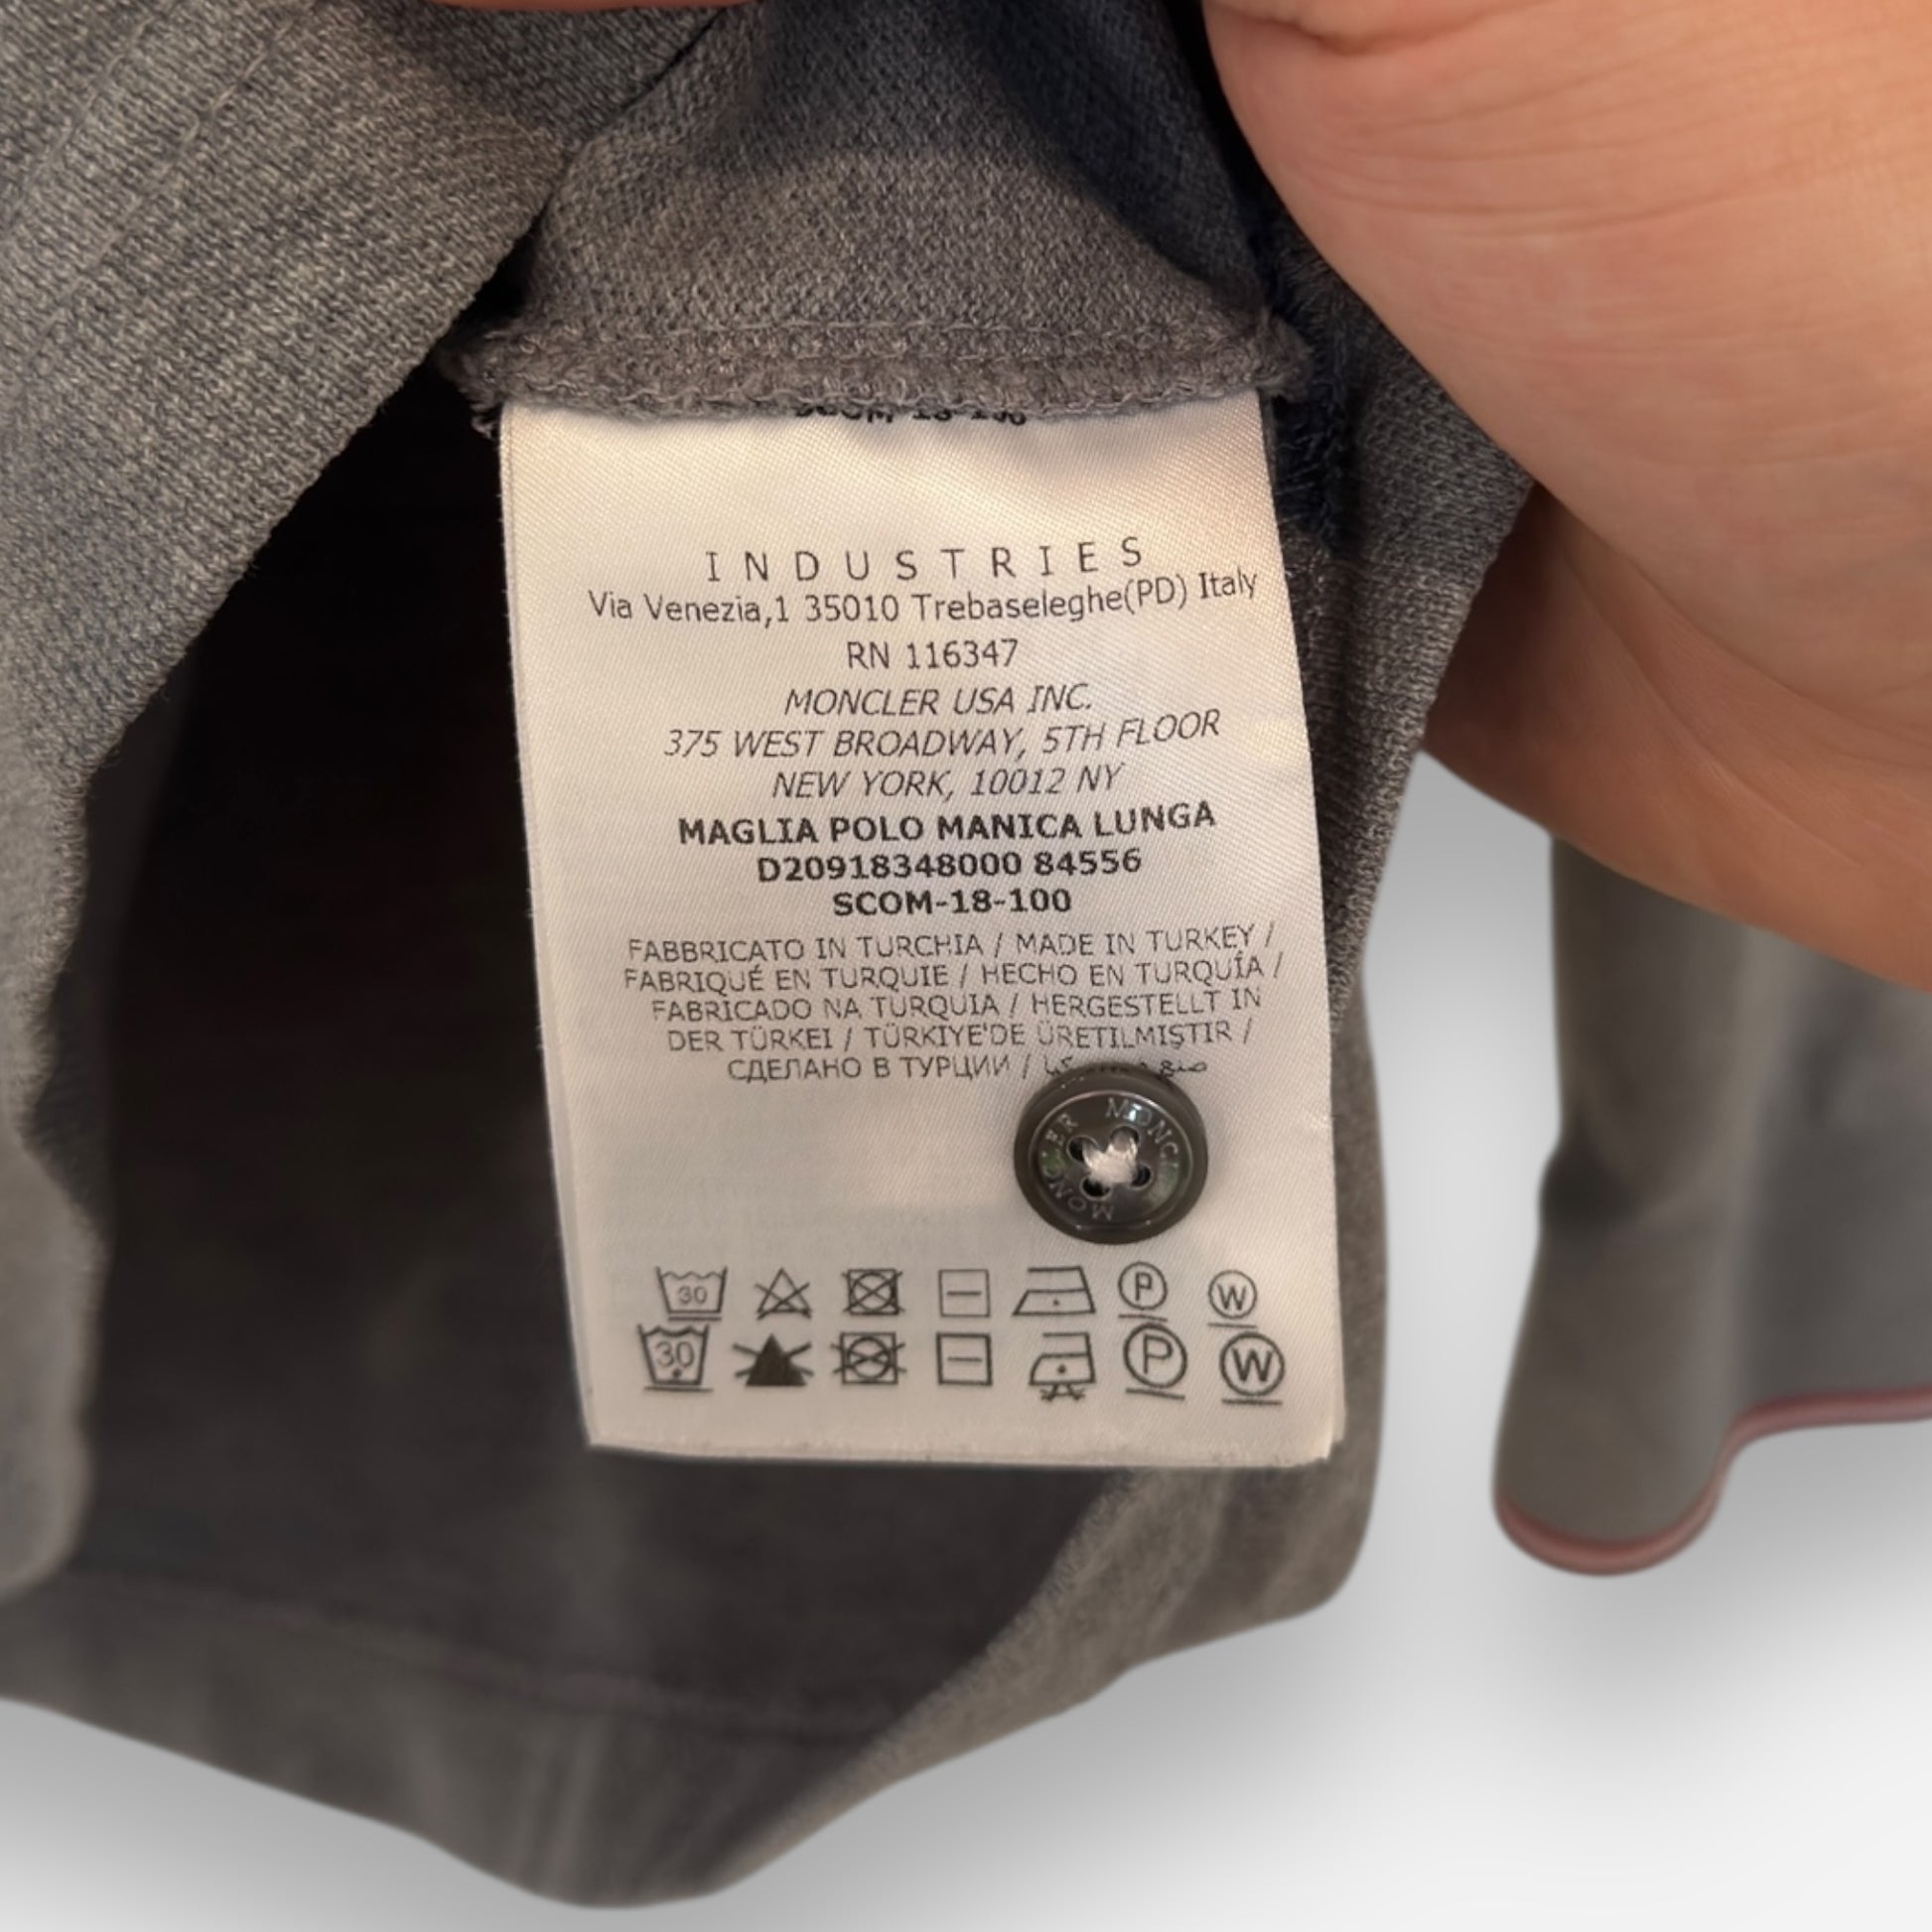 INDUSTRIES
Via Venezia,1 35010 Trebaseleghe(PD) Italy
RN 116347
MONCLER USA INC.
375 WEST BROADWAY, 5TH FLOOR
NEW YORK, 10012 NY
MAGLIA POLO MANICA LUNGA
D20918348000 84556
SCOM-18-100
FABBRICATO IN TURCHIA / MADE IN TURKEY /
FABRIQUÉ EN TURQUIE / HECHO EN TURQUÍA /
FABRICADO NA TURQUIA / HERGESTELLT IN
DER TÜRKEI / TÜRKIYE'DE ÜRETILMIŞTIR /
СДЕЛАНО В ТУРЦИИ /
MONCLER MONCLER
30 P W
30 P W